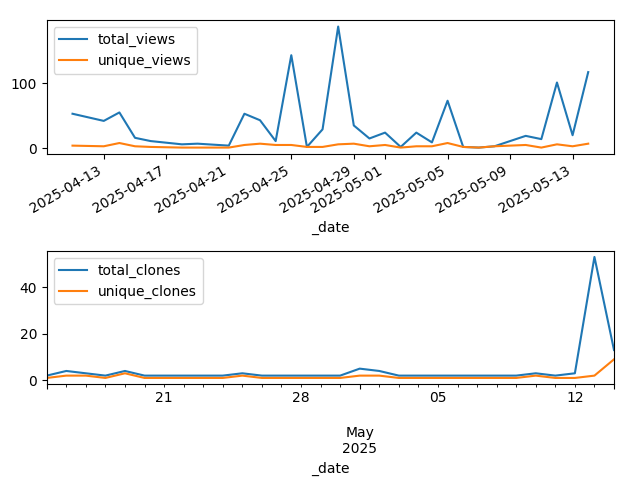 total_views
unique_views
100
0
2025-04-13
2025-04-17
2025-04-21
2025-04-25
2025-04-29
2025-05-01
2025-05-05
2025-05-09
2025-05-13
_date
total_clones
unique_clones
40
20
0
21
28
05
12
May
2025
_date